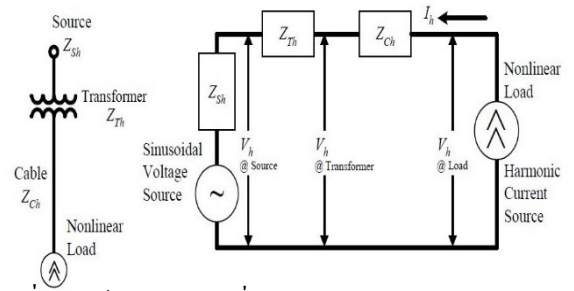 Source
Z_Sh
Transformer
Z_Th
Cable
Z_Ch
Nonlinear
Load
Z_Sh
Sinusoidal
Voltage
Source
~
Z_Th
Z_Ch
I_h
V_h
@ Source
V_h
@ Transformer
V_h
@ Load
Nonlinear
Load
Harmonic
Current
Source